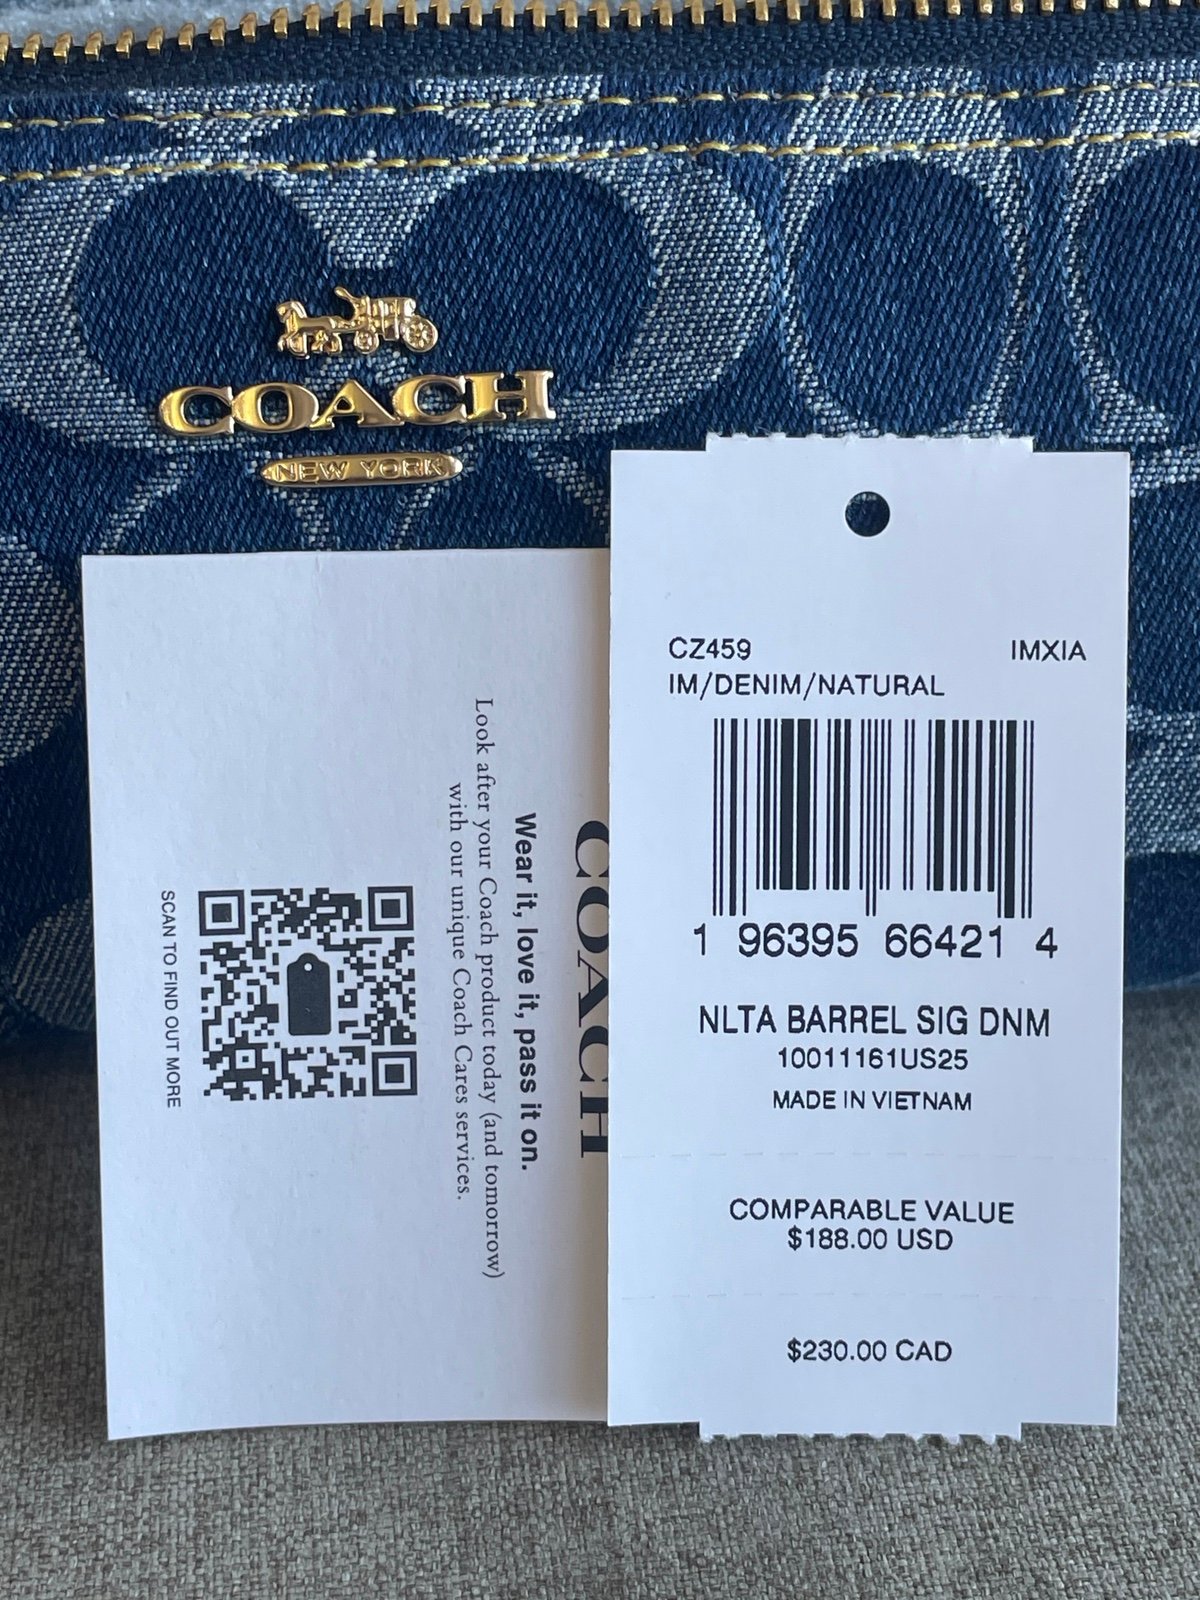 COACH
NEW YORK
CZ459 IMXIA
IM/DENIM/NATURAL
1 96395 66421 4
NLTA BARREL SIG DNM
10011161US25
MADE IN VIETNAM
COMPARABLE VALUE
$188.00 USD
$230.00 CAD
COACH
Wear it, love it, pass it on.
Look after your Coach product today (and tomorrow)
with our unique Coach Cares services.
SCAN TO FIND OUT MORE